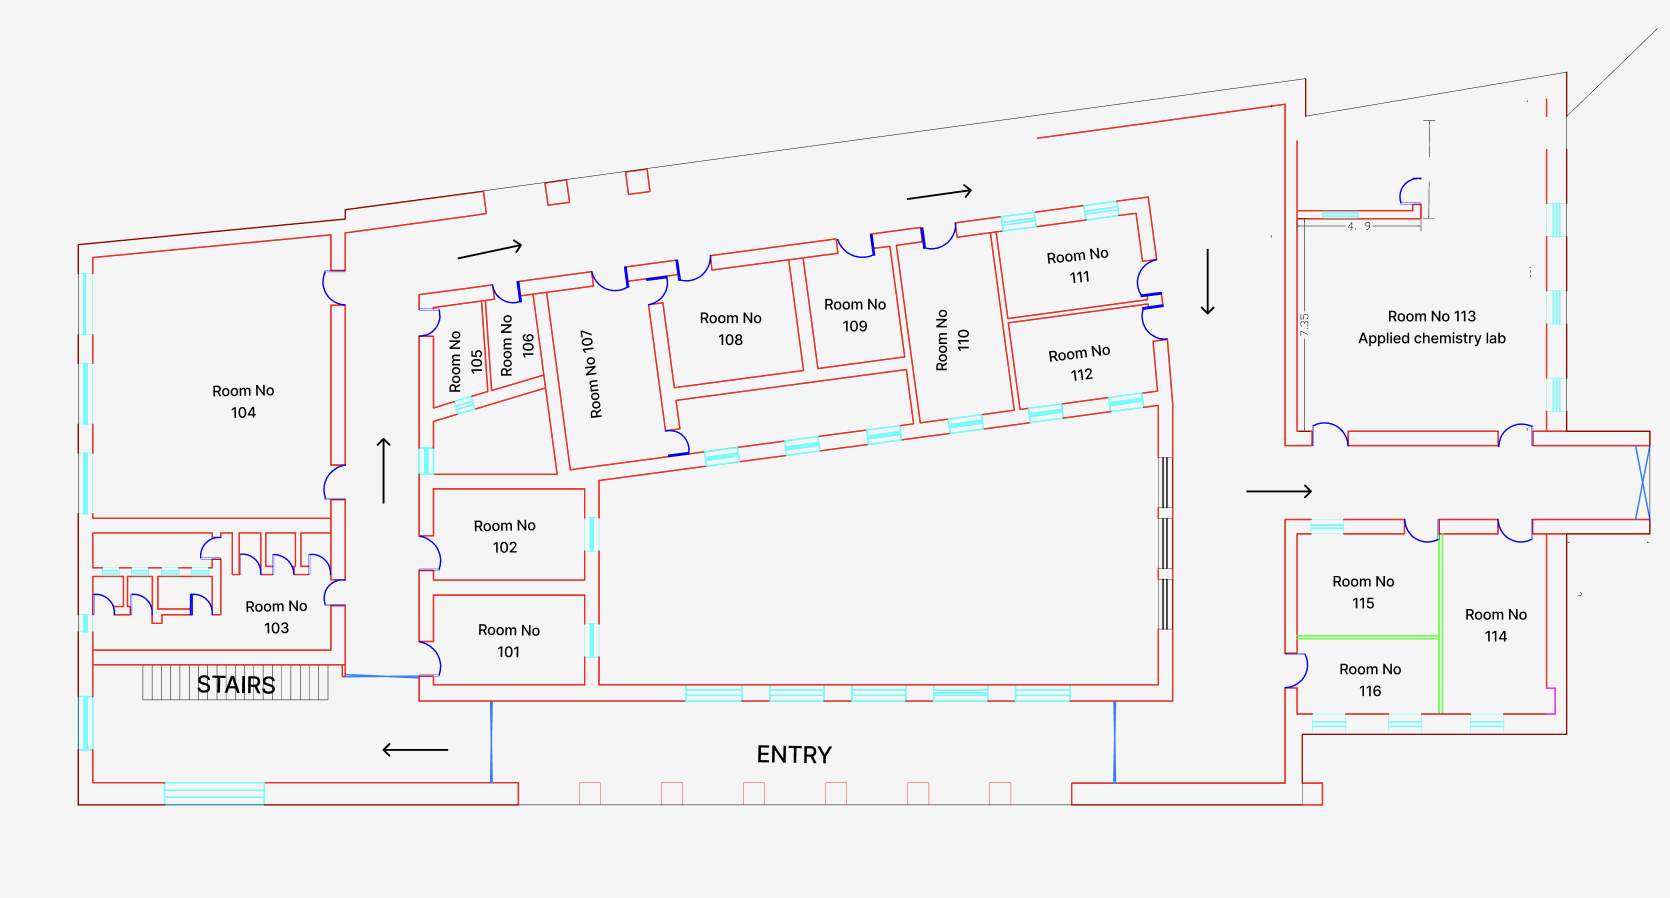 4. 9
Room No
111
Room No
109
Room No 113
Applied chemistry lab
Room No
108
7.35
Room No
105
Room No
106
Room No 107
Room No
110
Room No
112
Room No
104
Room No
102
Room No
115
Room No
103
Room No
101
Room No
114
Room No
116
STAIRS
ENTRY